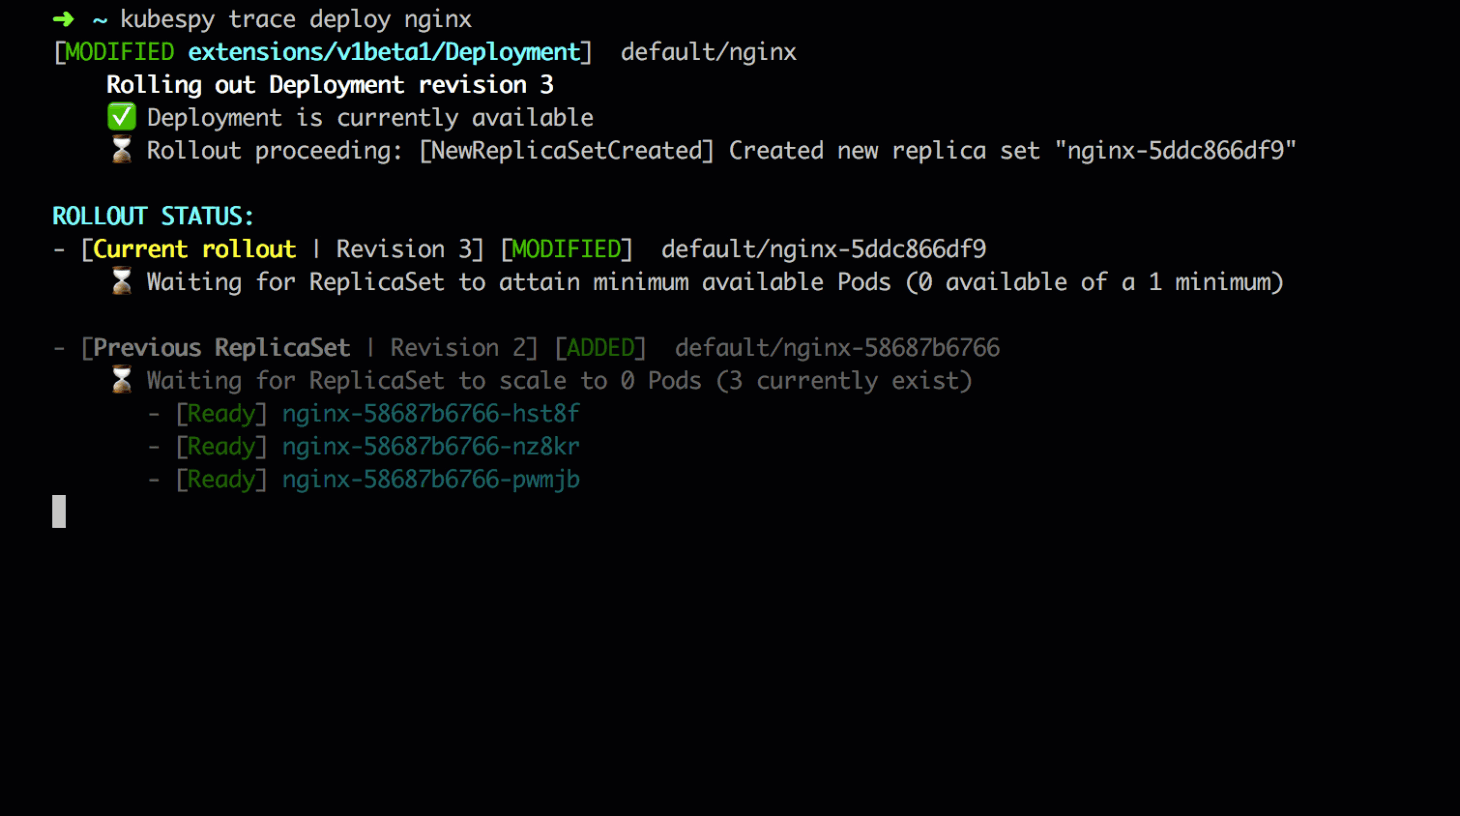 ➜ ~ kubespy trace deploy nginx
[MODIFIED extensions/v1beta1/Deployment] default/nginx
Rolling out Deployment revision 3
✅ Deployment is currently available
⌛ Rollout proceeding: [NewReplicaSetCreated] Created new replica set "nginx-5ddc866df9"
ROLLOUT STATUS:
- [Current rollout | Revision 3] [MODIFIED] default/nginx-5ddc866df9
⌛ Waiting for ReplicaSet to attain minimum available Pods (0 available of a 1 minimum)
- [Previous ReplicaSet | Revision 2] [ADDED] default/nginx-58687b6766
⌛ Waiting for ReplicaSet to scale to 0 Pods (3 currently exist)
- [Ready] nginx-58687b6766-hst8f
- [Ready] nginx-58687b6766-nz8kr
- [Ready] nginx-58687b6766-pwmjb